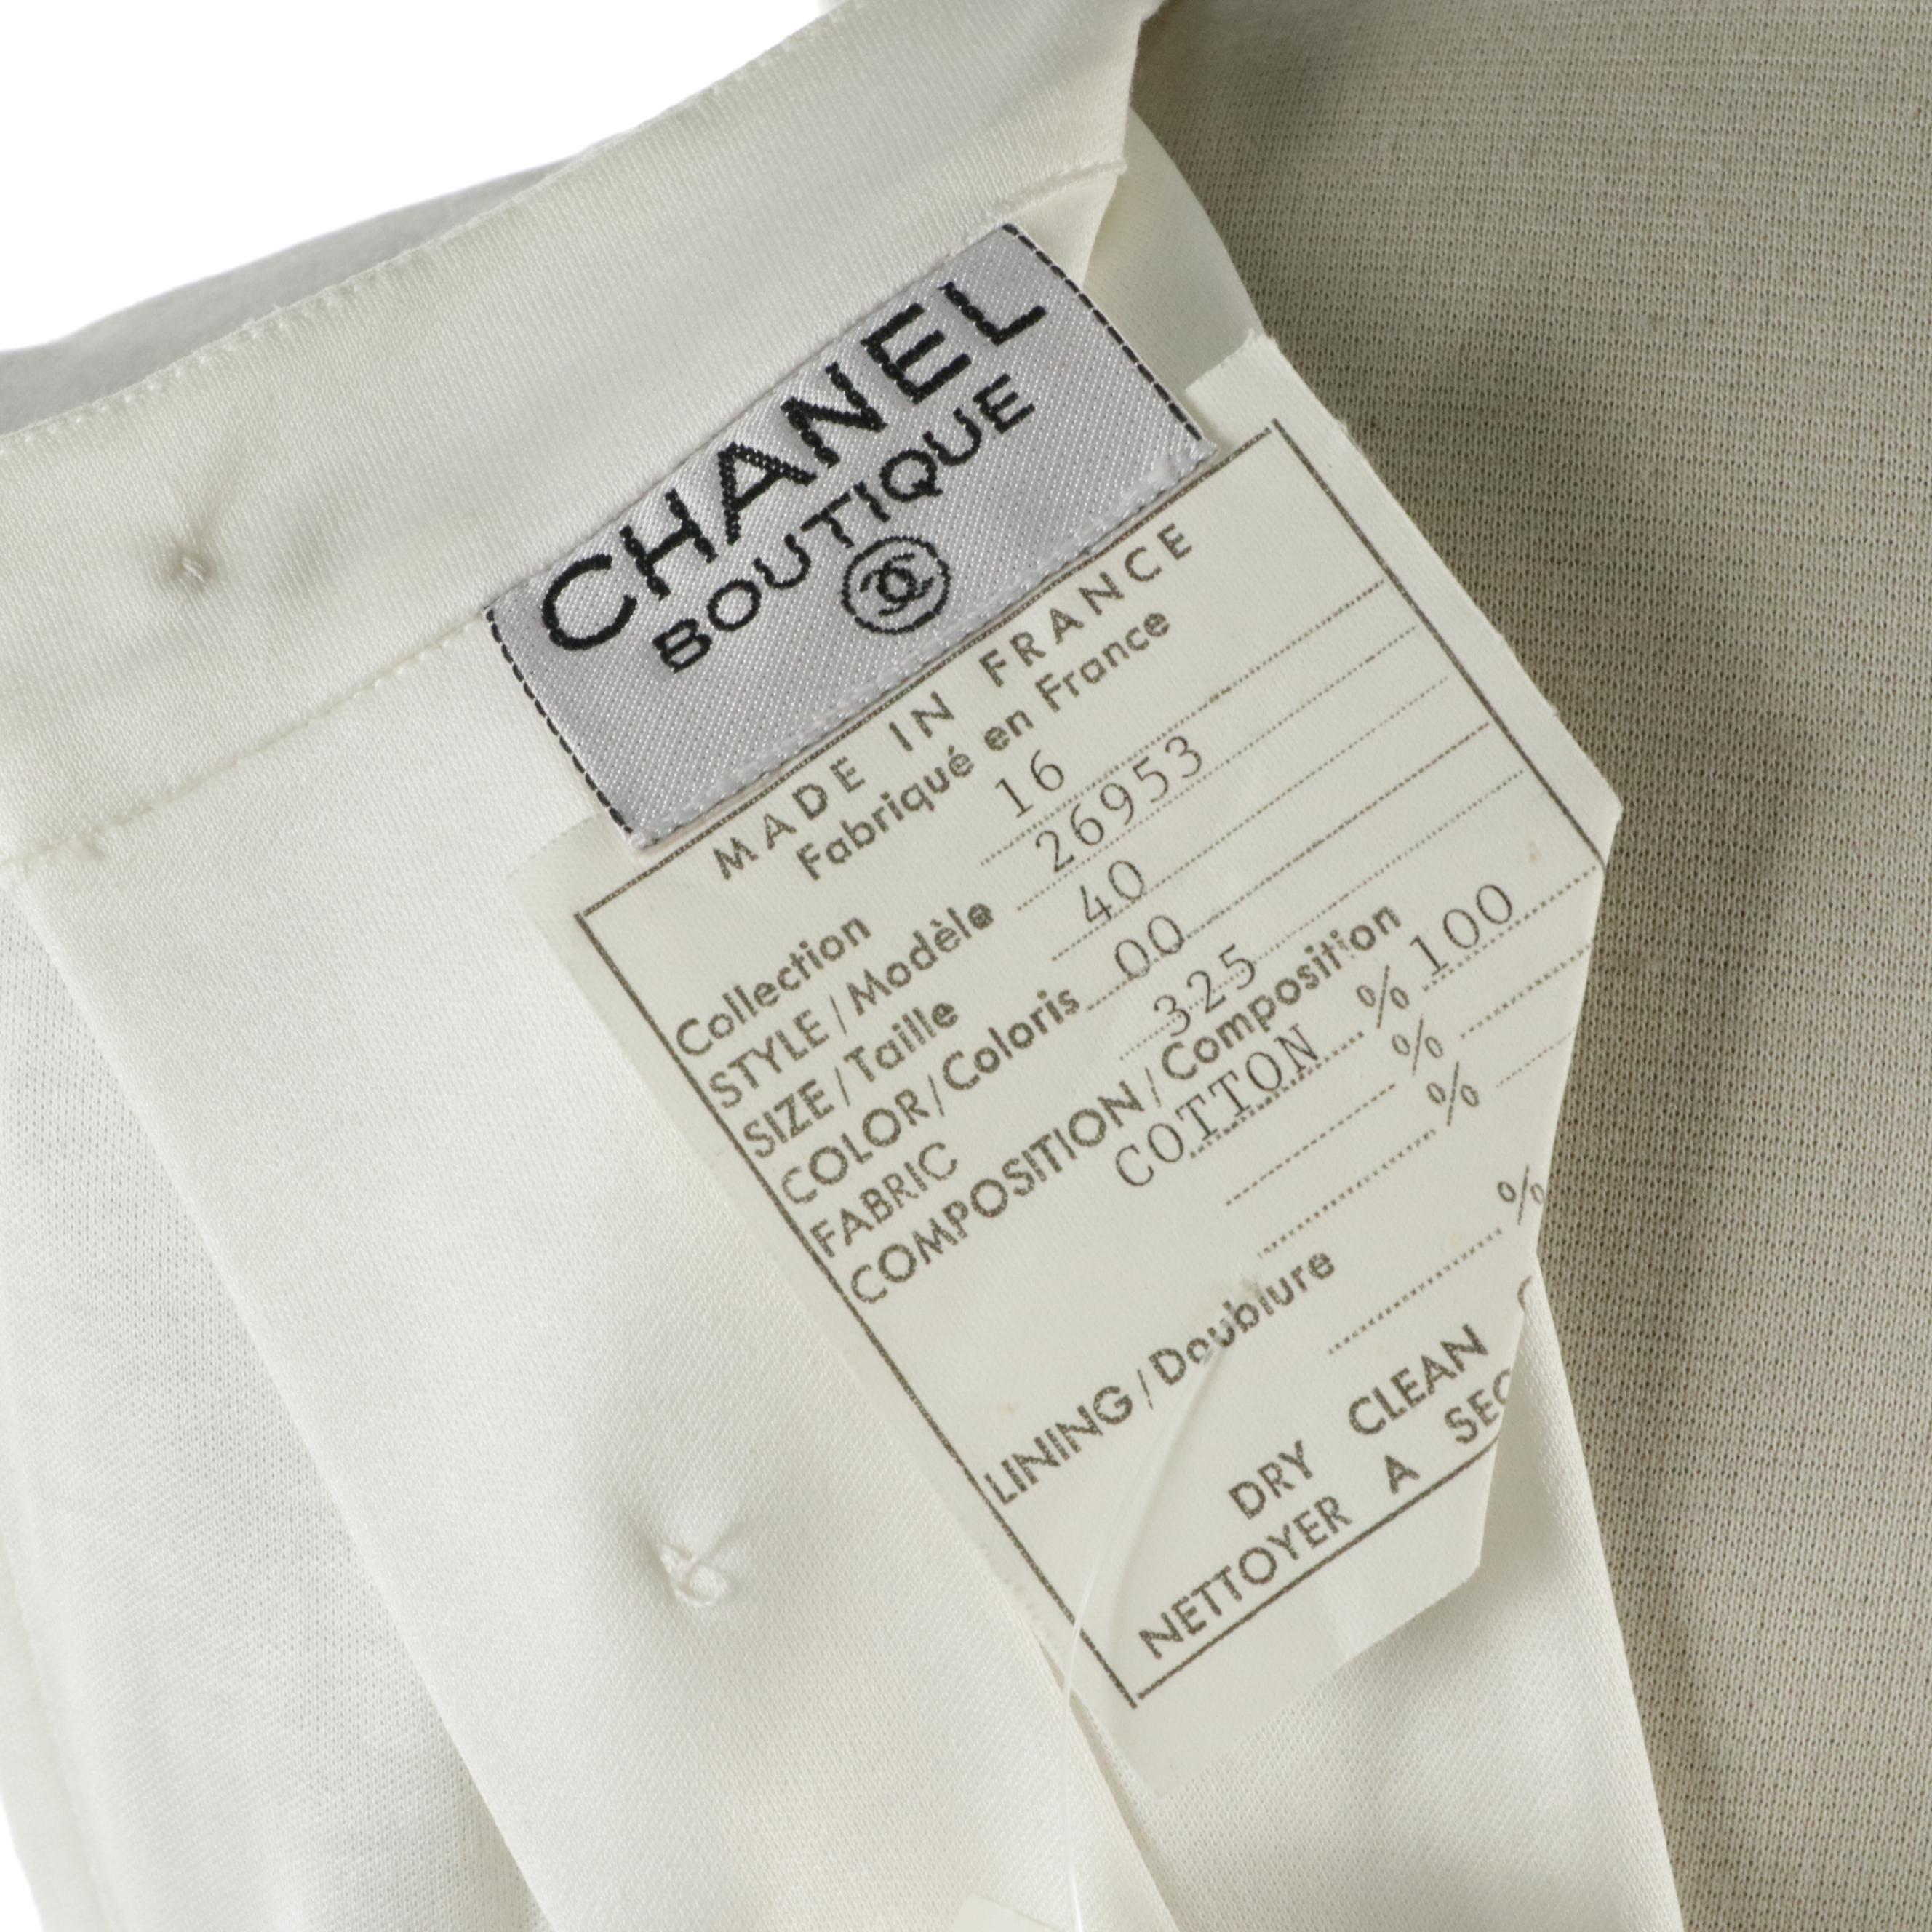 CHANEL
BOUTIQUE
MADE IN FRANCE
Fabriqué en France
Collection 16
STYLE/Modèle 26953
SIZE/Taille 40
COLOR/Coloris 00
FABRIC 325
COMPOSITION/Composition
COTTON % 100
%
%
LINING/Doublure %
DRY CLEAN
NETTOYER A SEC